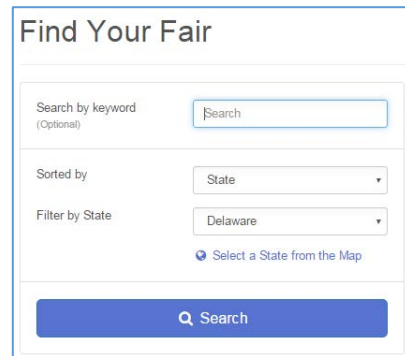 Find Your Fair
Search by keyword
(Optional)
Search
Sorted by
State
Filter by State
Delaware
Select a State from the Map
Search